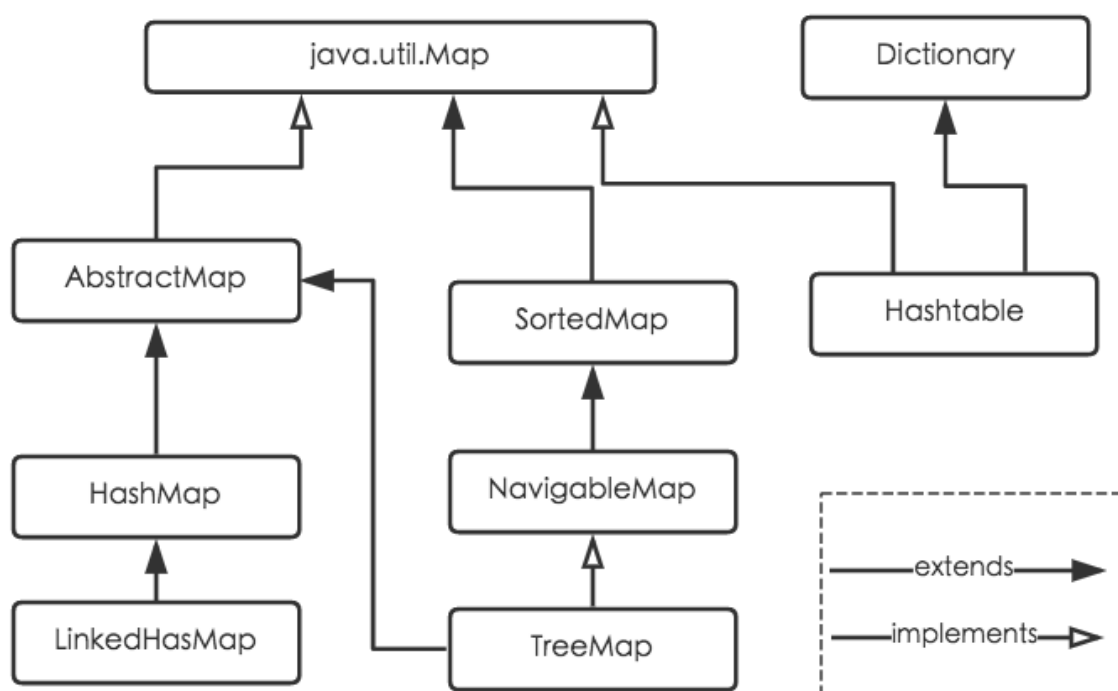 java.util.Map
Dictionary
AbstractMap
SortedMap
Hashtable
HashMap
NavigableMap
LinkedHasMap
TreeMap
extends
implements